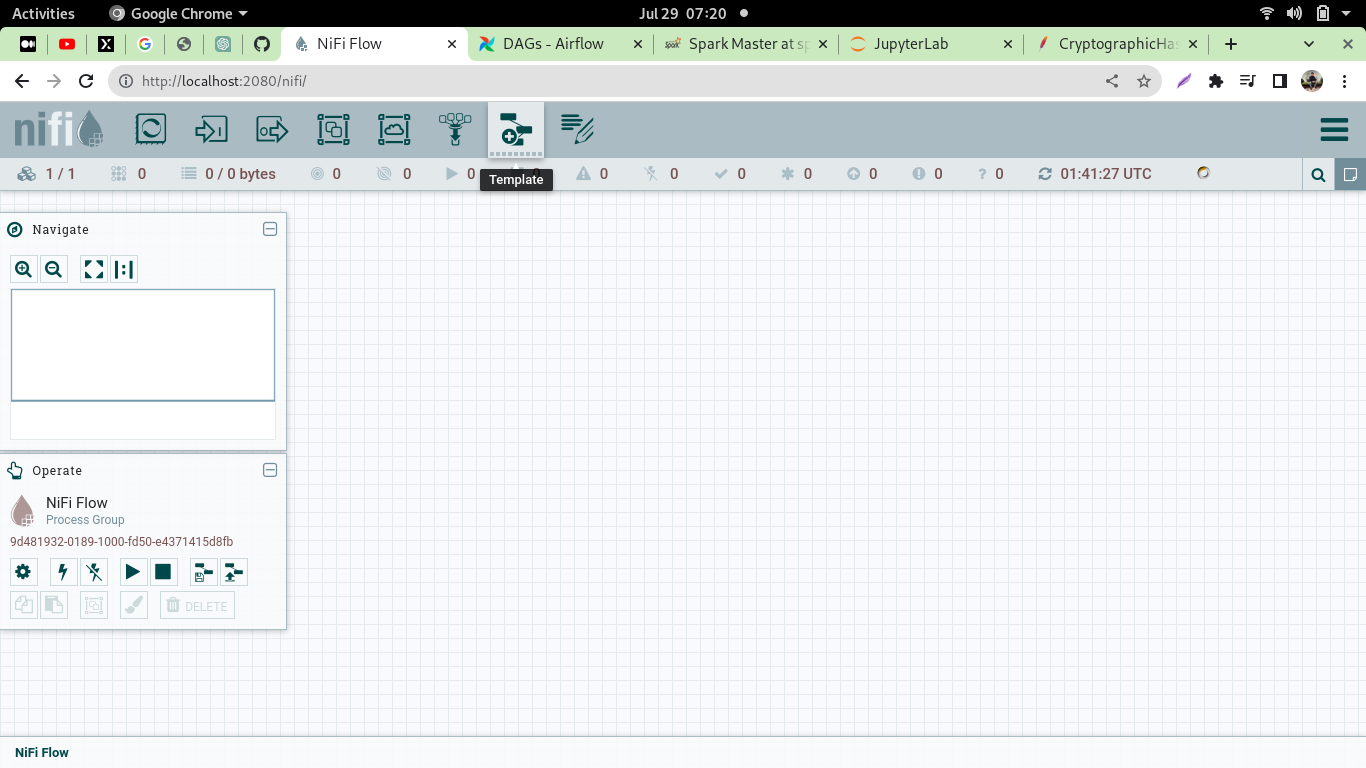 Activities Google Chrome Jul 29 07:20
NiFi Flow DAGs - Airflow Spark Master at sp JupyterLab CryptographicHas
http://localhost:2080/nifi/
nifi
1 / 1 0 0 / 0 bytes 0 0 0 0 0 0 0 0 0 0 0 01:41:27 UTC
Template
Navigate
Operate
NiFi Flow
Process Group
9d481932-0189-1000-fd50-e4371415d8fb
DELETE
NiFi Flow